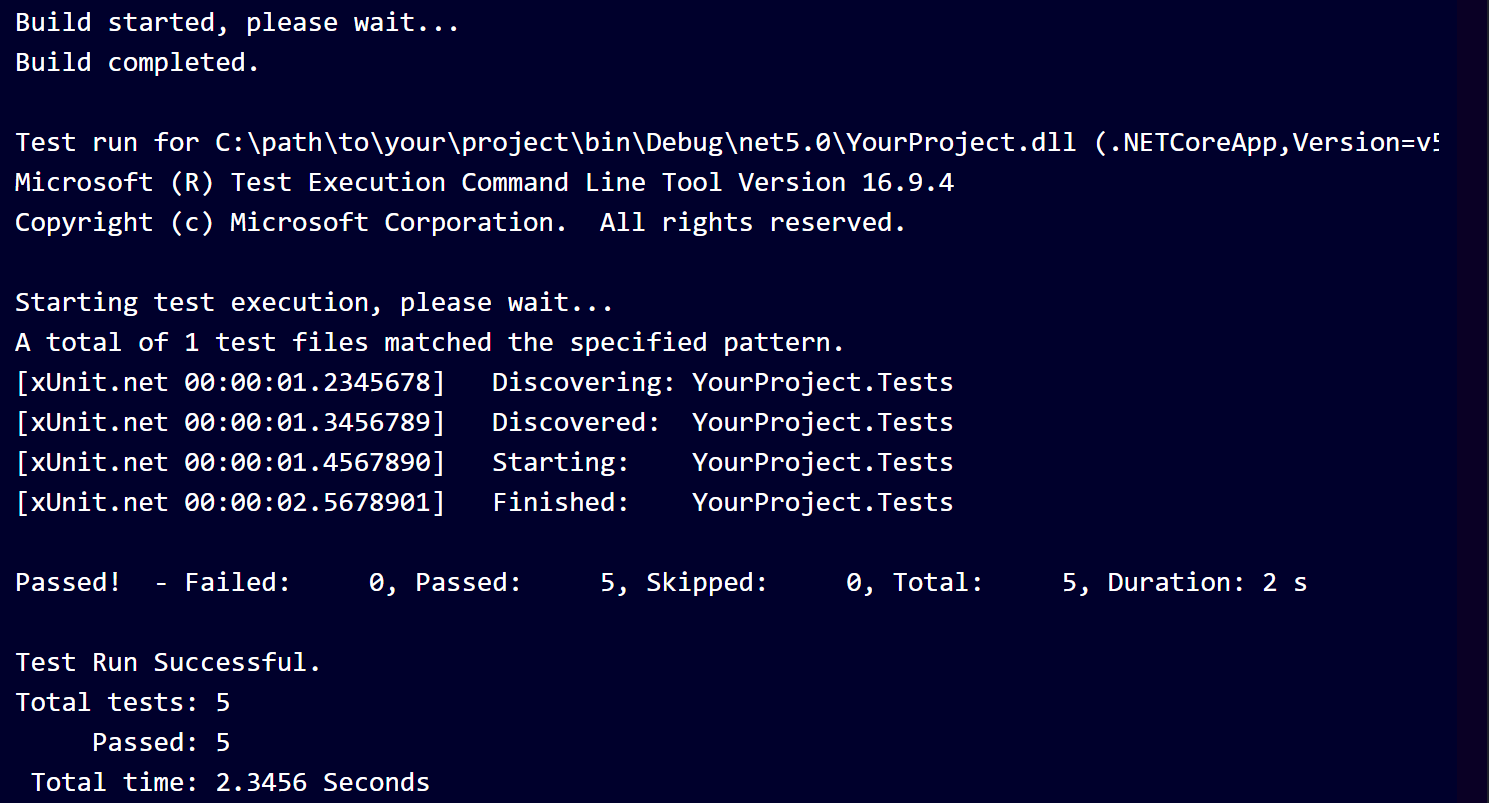 Build started, please wait...
Build completed.
Test run for C:\path\to\your\project\bin\Debug\net5.0\YourProject.dll (.NETCoreApp,Version=v5
Microsoft (R) Test Execution Command Line Tool Version 16.9.4
Copyright (c) Microsoft Corporation.  All rights reserved.
Starting test execution, please wait...
A total of 1 test files matched the specified pattern.
[xUnit.net 00:00:01.2345678]   Discovering: YourProject.Tests
[xUnit.net 00:00:01.3456789]   Discovered:  YourProject.Tests
[xUnit.net 00:00:01.4567890]   Starting:    YourProject.Tests
[xUnit.net 00:00:02.5678901]   Finished:    YourProject.Tests
Passed!  - Failed:     0, Passed:     5, Skipped:     0, Total:     5, Duration: 2 s
Test Run Successful.
Total tests: 5
     Passed: 5
 Total time: 2.3456 Seconds